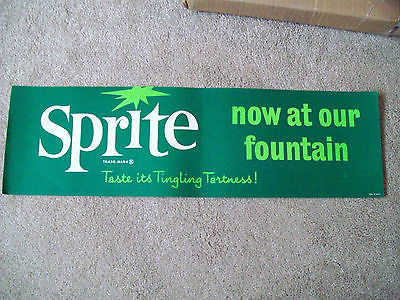 Sprite
TRADE-MARK ®
Taste its Tingling Tartness!
now at our
fountain